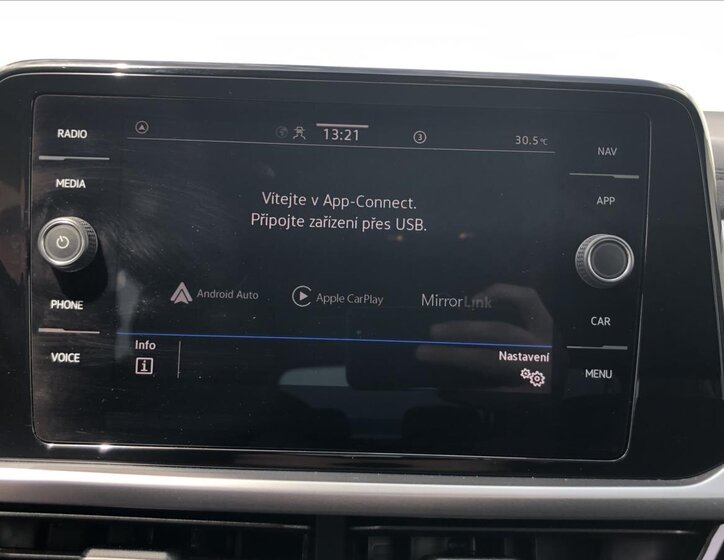 RADIO
MEDIA
PHONE
VOICE
13:21
3
30.5°C
Vítejte v App-Connect.
Připojte zařízení přes USB.
Android Auto
Apple CarPlay
MirrorLink
Info
i
Nastavení
NAV
APP
CAR
MENU